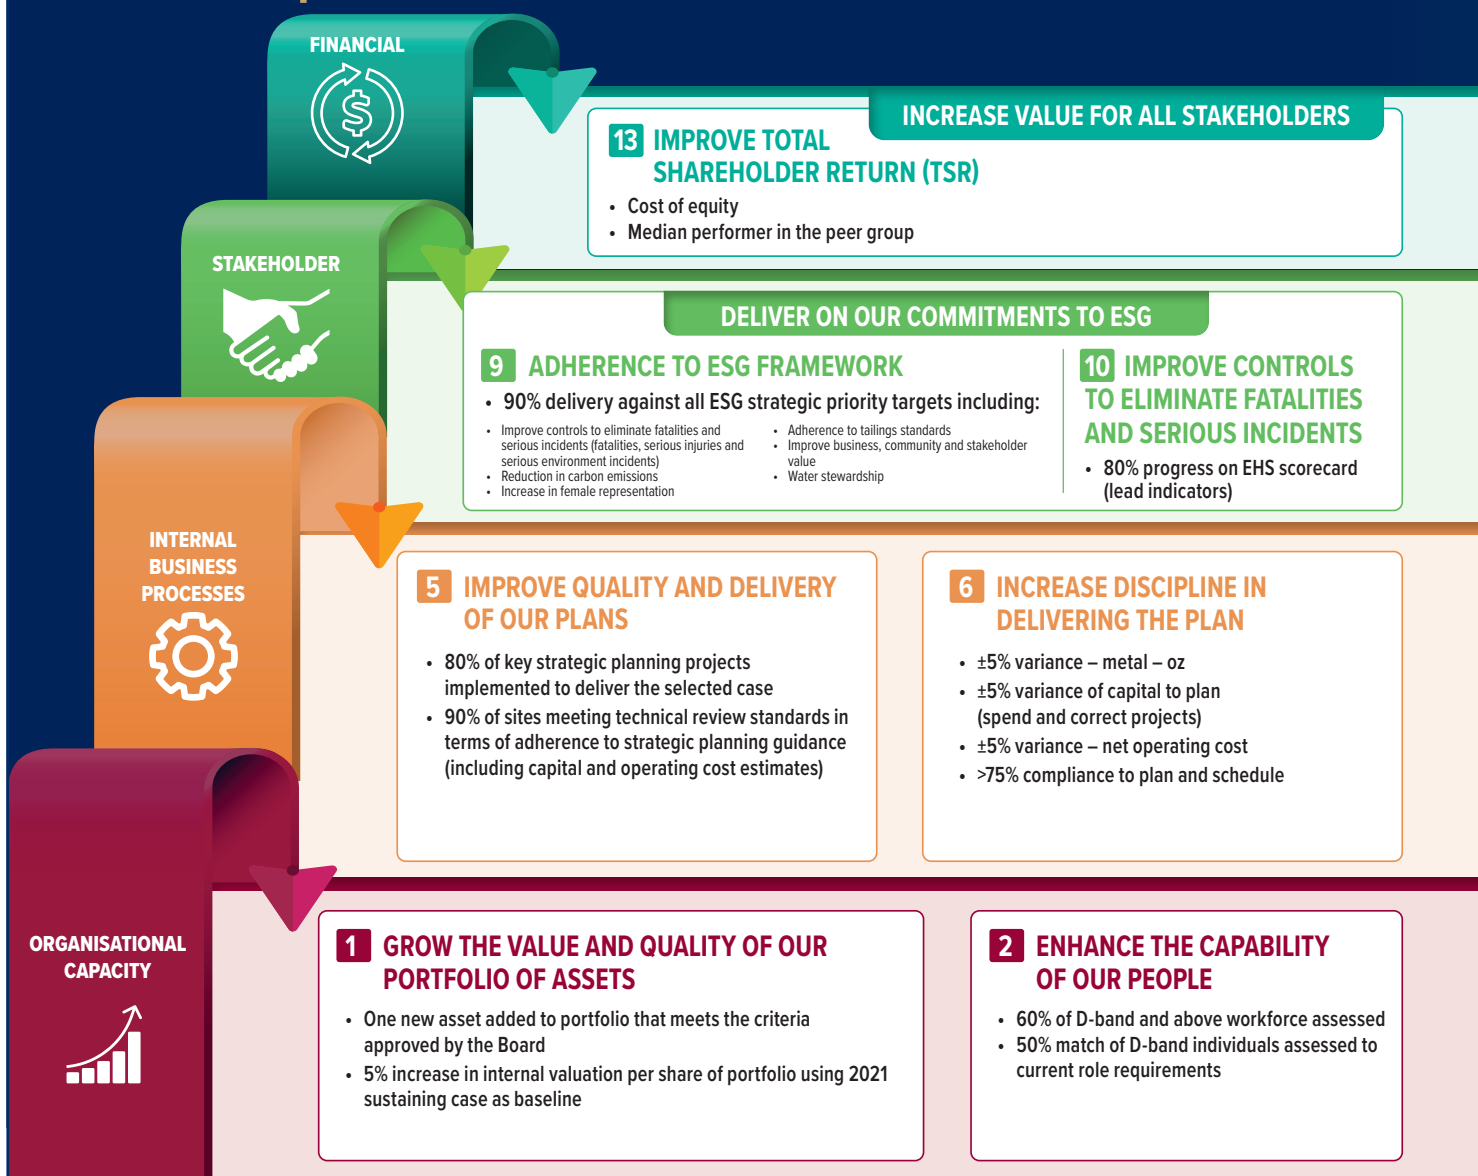 FINANCIAL
$
INCREASE VALUE FOR ALL STAKEHOLDERS
13 IMPROVE TOTAL
SHAREHOLDER RETURN (TSR)
• Cost of equity
• Median performer in the peer group
STAKEHOLDER
DELIVER ON OUR COMMITMENTS TO ESG
9 ADHERENCE TO ESG FRAMEWORK
• 90% delivery against all ESG strategic priority targets including:
• Improve controls to eliminate fatalities and
serious incidents (fatalities, serious injuries and
serious environment incidents)
• Reduction in carbon emissions
• Increase in female representation
• Adherence to tailings standards
• Improve business, community and stakeholder
value
• Water stewardship
10 IMPROVE CONTROLS
TO ELIMINATE FATALITIES
AND SERIOUS INCIDENTS
• 80% progress on EHS scorecard
(lead indicators)
INTERNAL
BUSINESS
PROCESSES
5 IMPROVE QUALITY AND DELIVERY
OF OUR PLANS
• 80% of key strategic planning projects
implemented to deliver the selected case
• 90% of sites meeting technical review standards in
terms of adherence to strategic planning guidance
(including capital and operating cost estimates)
6 INCREASE DISCIPLINE IN
DELIVERING THE PLAN
• ±5% variance – metal – oz
• ±5% variance of capital to plan
(spend and correct projects)
• ±5% variance – net operating cost
• >75% compliance to plan and schedule
ORGANISATIONAL
CAPACITY
1 GROW THE VALUE AND QUALITY OF OUR
PORTFOLIO OF ASSETS
• One new asset added to portfolio that meets the criteria
approved by the Board
• 5% increase in internal valuation per share of portfolio using 2021
sustaining case as baseline
2 ENHANCE THE CAPABILITY
OF OUR PEOPLE
• 60% of D-band and above workforce assessed
• 50% match of D-band individuals assessed to
current role requirements